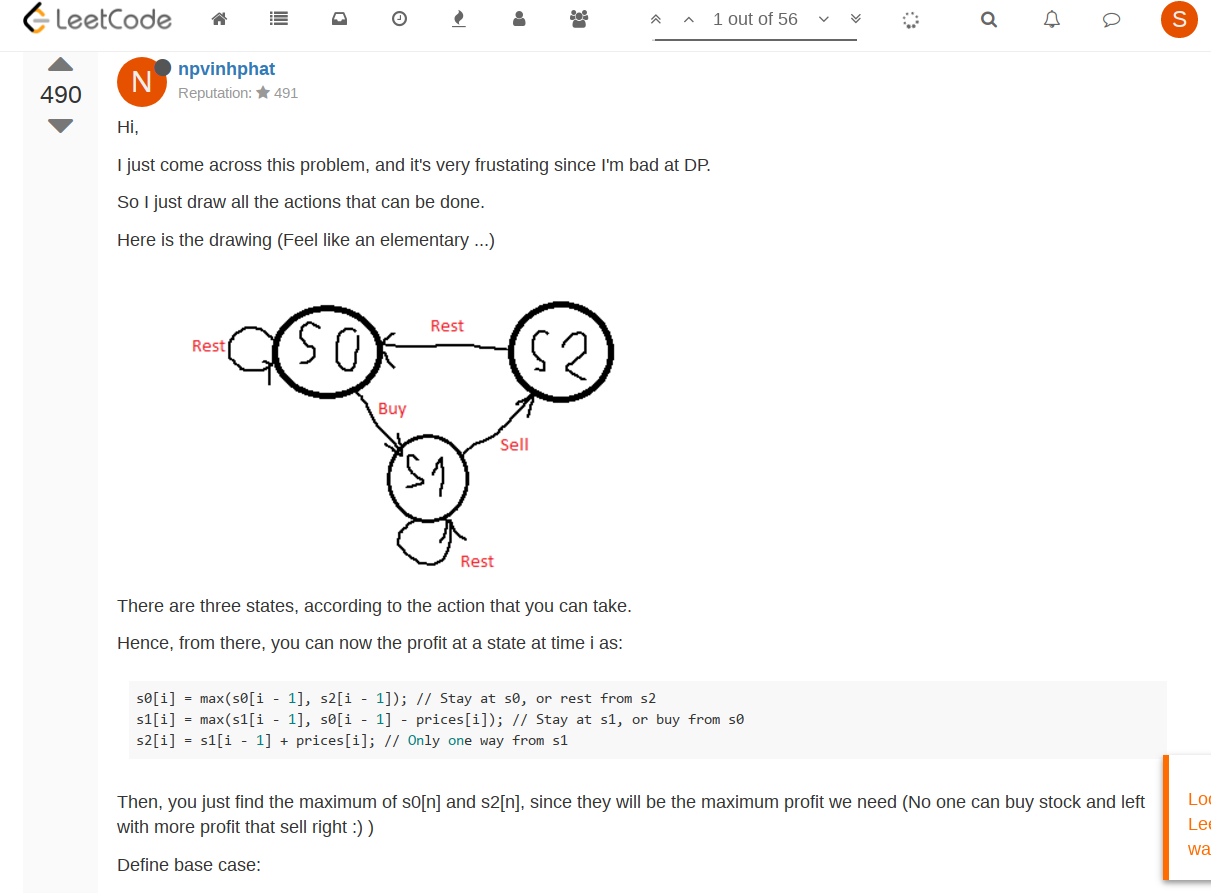 LeetCode
1 out of 56
S
490
N
npvinhphat
Reputation: ★ 491
Hi,
I just come across this problem, and it's very frustating since I'm bad at DP.
So I just draw all the actions that can be done.
Here is the drawing (Feel like an elementary ...)
Rest
S0
Rest
S2
Buy
Sell
S1
Rest
There are three states, according to the action that you can take.
Hence, from there, you can now the profit at a state at time i as:
s0[i] = max(s0[i - 1], s2[i - 1]); // Stay at s0, or rest from s2
s1[i] = max(s1[i - 1], s0[i - 1] - prices[i]); // Stay at s1, or buy from s0
s2[i] = s1[i - 1] + prices[i]; // Only one way from s1
Then, you just find the maximum of s0[n] and s2[n], since they will be the maximum profit we need (No one can buy stock and left
with more profit that sell right :) )
Define base case: